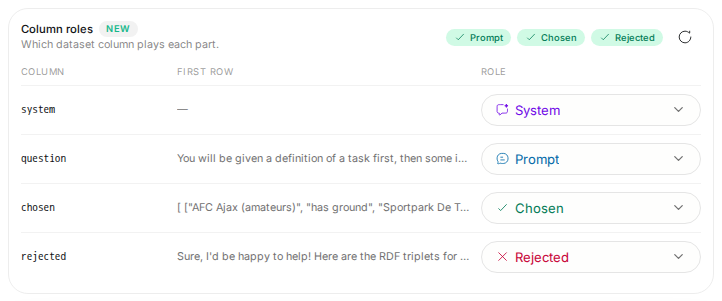 Column roles NEW
Which dataset column plays each part.
Prompt Chosen Rejected
COLUMN FIRST ROW ROLE
system — System
question You will be given a definition of a task first, then some i... Prompt
chosen [ ["AFC Ajax (amateurs)", "has ground", "Sportpark De T... Chosen
rejected Sure, I'd be happy to help! Here are the RDF triplets for ... Rejected